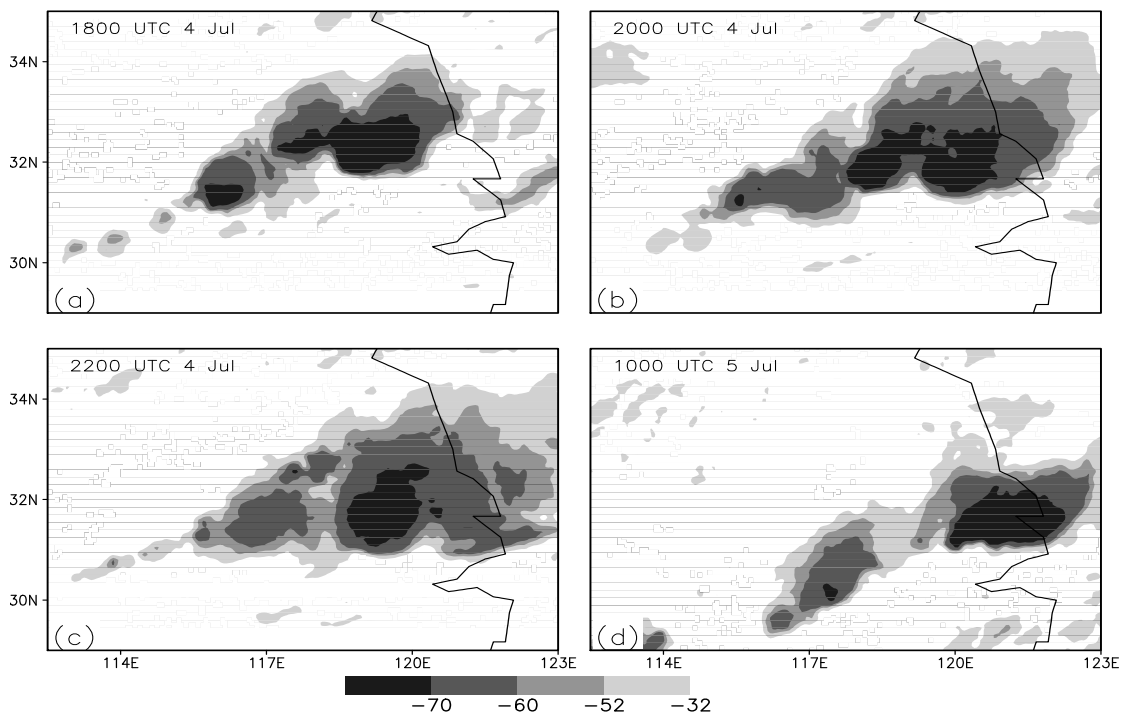 1800 UTC 4 Jul
2000 UTC 4 Jul
34N
32N
30N
(a)
(b)
2200 UTC 4 Jul
1000 UTC 5 Jul
34N
32N
30N
(c)
(d)
114E 117E 120E 123E
114E 117E 120E 123E
−70 −60 −52 −32